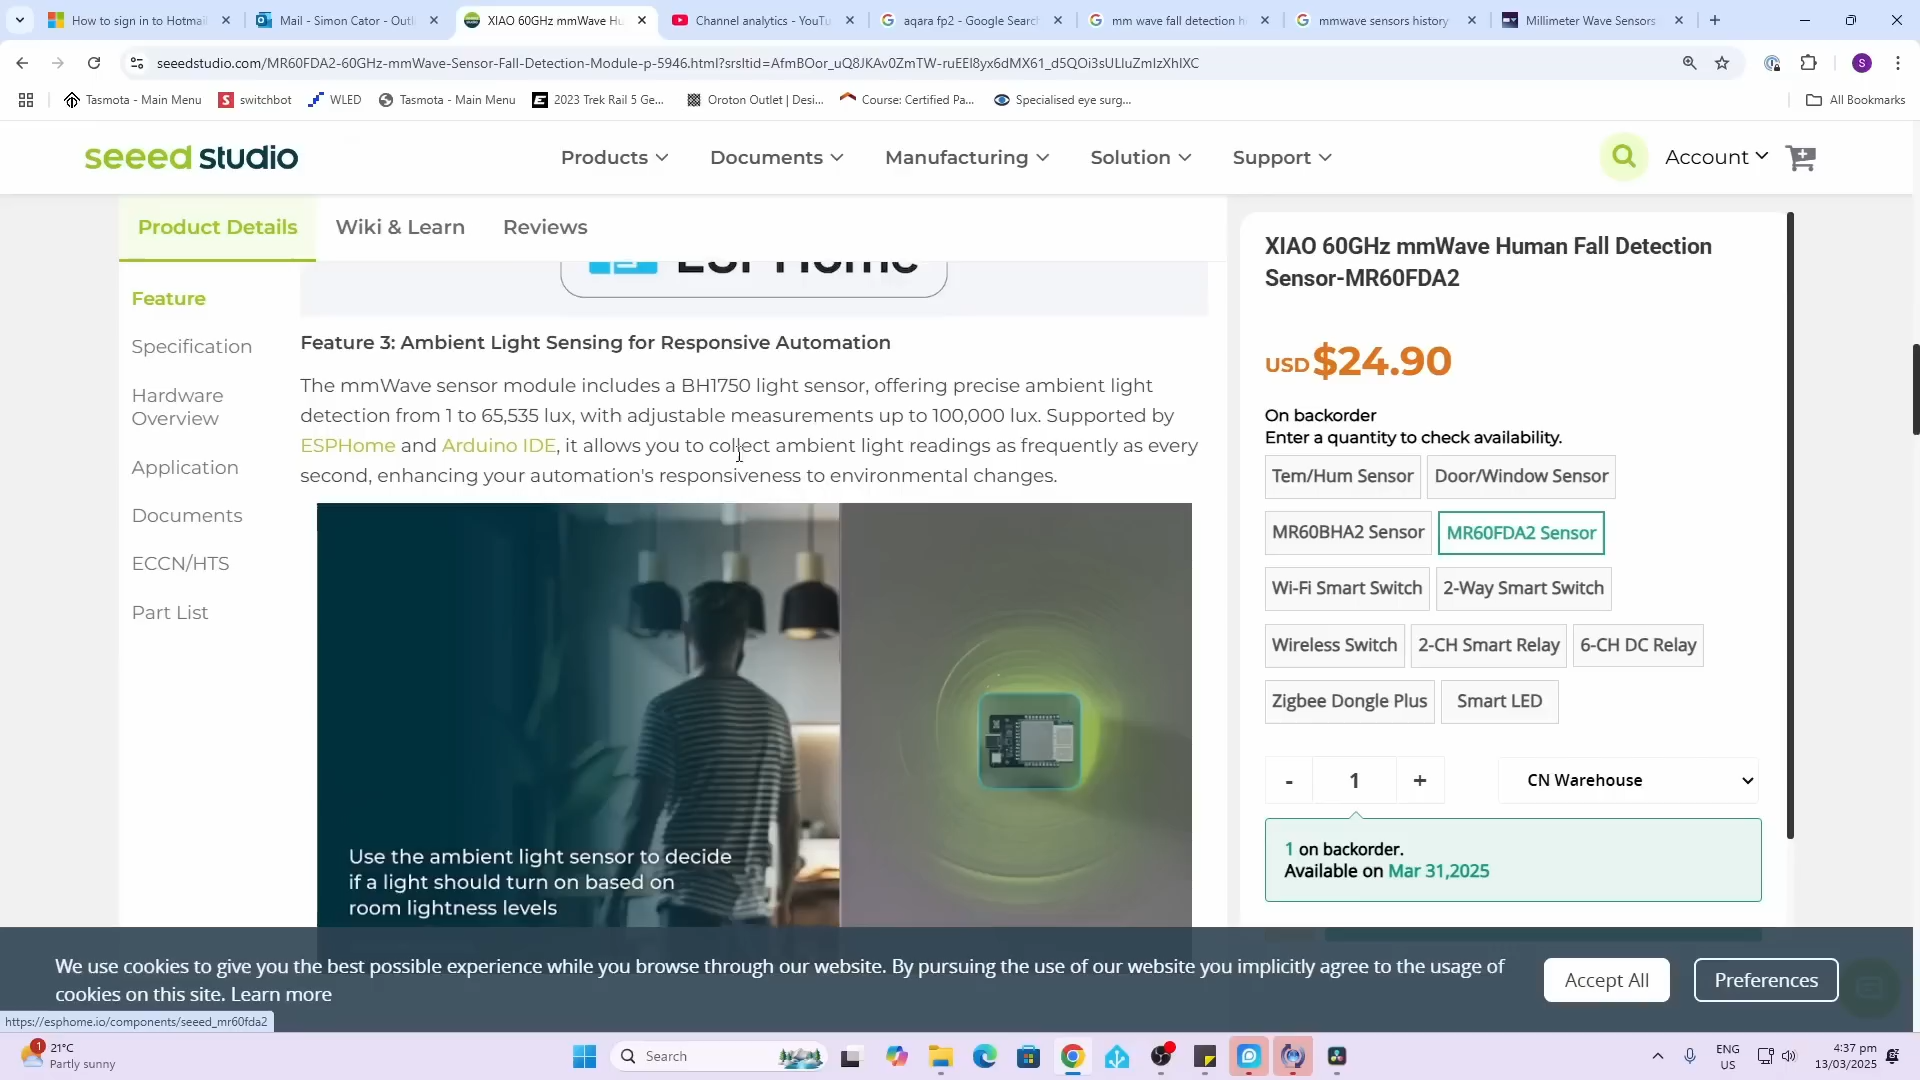 How to sign in to Hotmai
Mail - Simon Cator - Outl
XIAO 60GHz mmWave Hu
Channel analytics - YouTu
aqara fp2 - Google Search
mm wave fall detection h
mmwave sensors history
Millimeter Wave Sensors
seeedstudio.com/MR60FDA2-60GHz-mmWave-Sensor-Fall-Detection-Module-p-5946.html?srsltid=AfmBOor_uQ8JKAv0ZmTW-ruEEl8yx6dMX61_d5QOi3sULluZmIzXhIXC
S
Tasmota - Main Menu
switchbot
WLED
Tasmota - Main Menu
2023 Trek Rail 5 Ge...
Oroton Outlet | Desi...
Course: Certified Pa...
Specialised eye surg...
All Bookmarks
seeed studio
Products
Documents
Manufacturing
Solution
Support
Account
Product Details
Wiki & Learn
Reviews
Feature
Specification
Hardware
Overview
Application
Documents
ECCN/HTS
Part List
ESPHome
Feature 3: Ambient Light Sensing for Responsive Automation
The mmWave sensor module includes a BH1750 light sensor, offering precise ambient light
detection from 1 to 65,535 lux, with adjustable measurements up to 100,000 lux. Supported by
ESPHome and Arduino IDE, it allows you to collect ambient light readings as frequently as every
second, enhancing your automation's responsiveness to environmental changes.
Use the ambient light sensor to decide
if a light should turn on based on
room lightness levels
XIAO 60GHz mmWave Human Fall Detection
Sensor-MR60FDA2
USD $24.90
On backorder
Enter a quantity to check availability.
Tem/Hum Sensor
Door/Window Sensor
MR60BHA2 Sensor
MR60FDA2 Sensor
Wi-Fi Smart Switch
2-Way Smart Switch
Wireless Switch
2-CH Smart Relay
6-CH DC Relay
Zigbee Dongle Plus
Smart LED
- 1 +
CN Warehouse
1 on backorder.
Available on Mar 31,2025
We use cookies to give you the best possible experience while you browse through our website. By pursuing the use of our website you implicitly agree to the usage of
cookies on this site. Learn more
Accept All
Preferences
https://esphome.io/components/seeed_mr60fda2
1
21°C
Partly sunny
Search
ENG
US
4:37 pm
13/03/2025